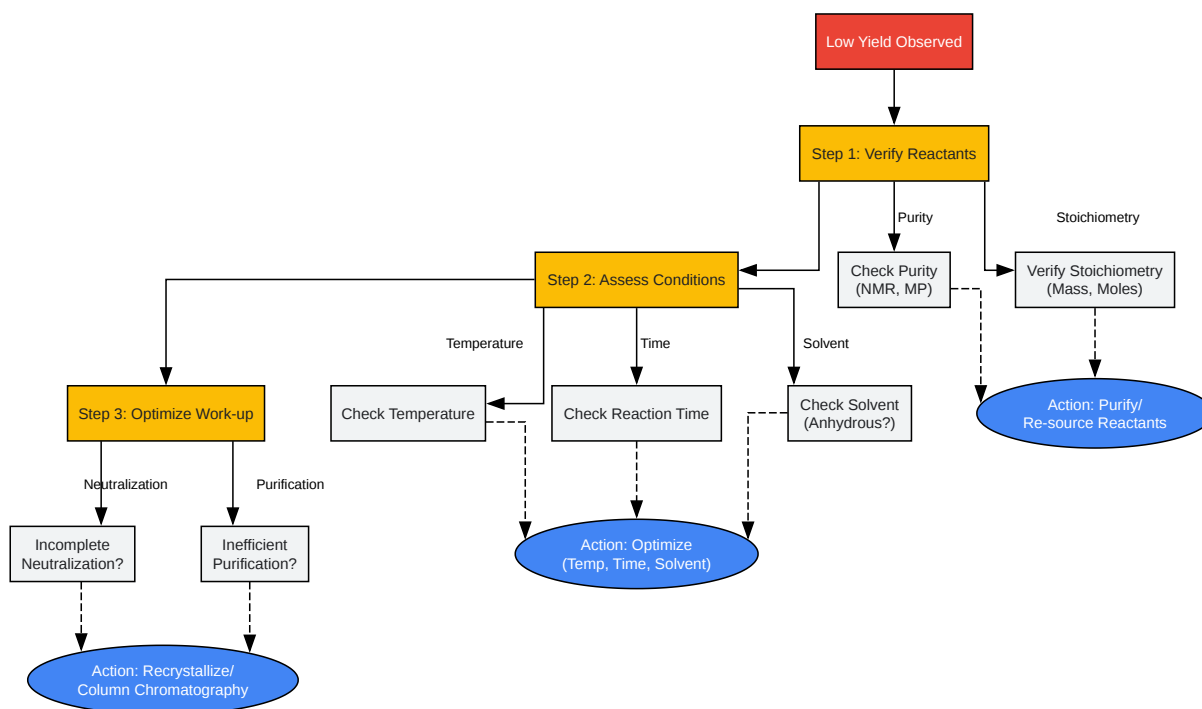 Low Yield Observed
Step 1: Verify Reactants
Purity
Stoichiometry
Step 2: Assess Conditions
Check Purity
(NMR, MP)
Verify Stoichiometry
(Mass, Moles)
Temperature
Time
Solvent
Step 3: Optimize Work-up
Check Temperature
Check Reaction Time
Check Solvent
(Anhydrous?)
Action: Purify/
Re-source Reactants
Neutralization
Purification
Incomplete
Neutralization?
Inefficient
Purification?
Action: Optimize
(Temp, Time, Solvent)
Action: Recrystallize/
Column Chromatography